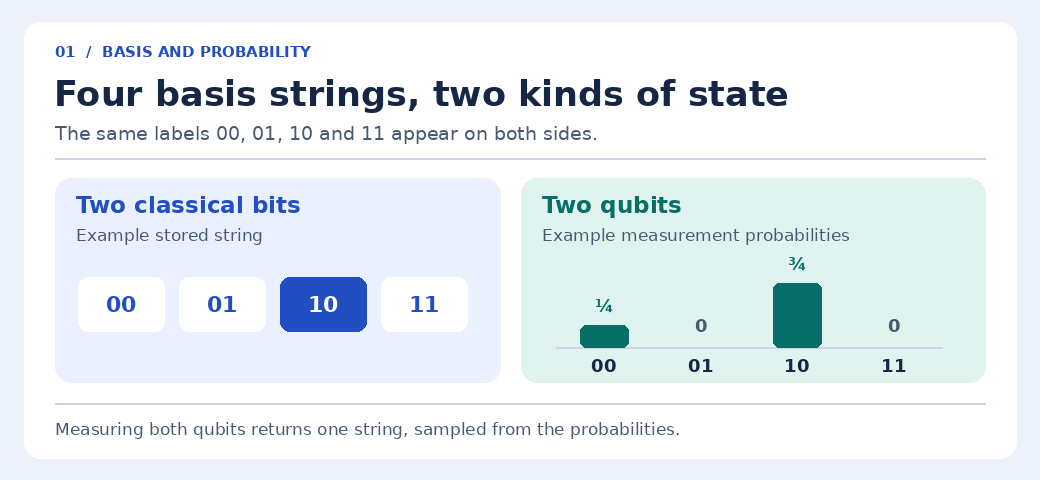 01 / BASIS AND PROBABILITY
Four basis strings, two kinds of state
The same labels 00, 01, 10 and 11 appear on both sides.
Two classical bits
Example stored string
00 01 10 11
Two qubits
Example measurement probabilities
¼ 0 ¾ 0
00 01 10 11
Measuring both qubits returns one string, sampled from the probabilities.